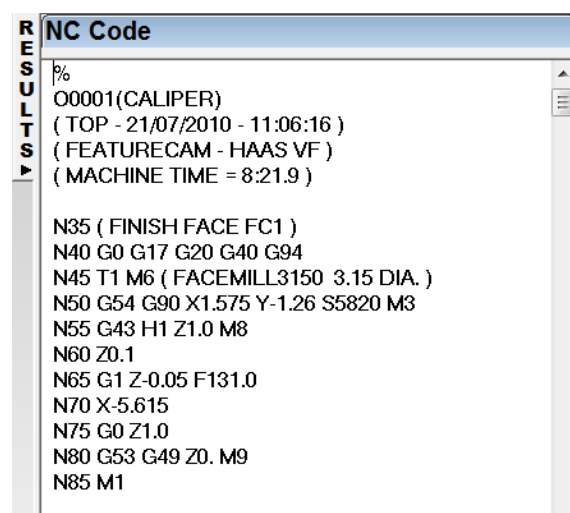 RESULTS
NC Code
%
O0001(CALIPER)
( TOP - 21/07/2010 - 11:06:16 )
( FEATURECAM - HAAS VF )
( MACHINE TIME = 8:21.9 )
N35 ( FINISH FACE FC1 )
N40 G0 G17 G20 G40 G94
N45 T1 M6 ( FACEMILL3150  3.15 DIA. )
N50 G54 G90 X1.575 Y-1.26 S5820 M3
N55 G43 H1 Z1.0 M8
N60 Z0.1
N65 G1 Z-0.05 F131.0
N70 X-5.615
N75 G0 Z1.0
N80 G53 G49 Z0. M9
N85 M1